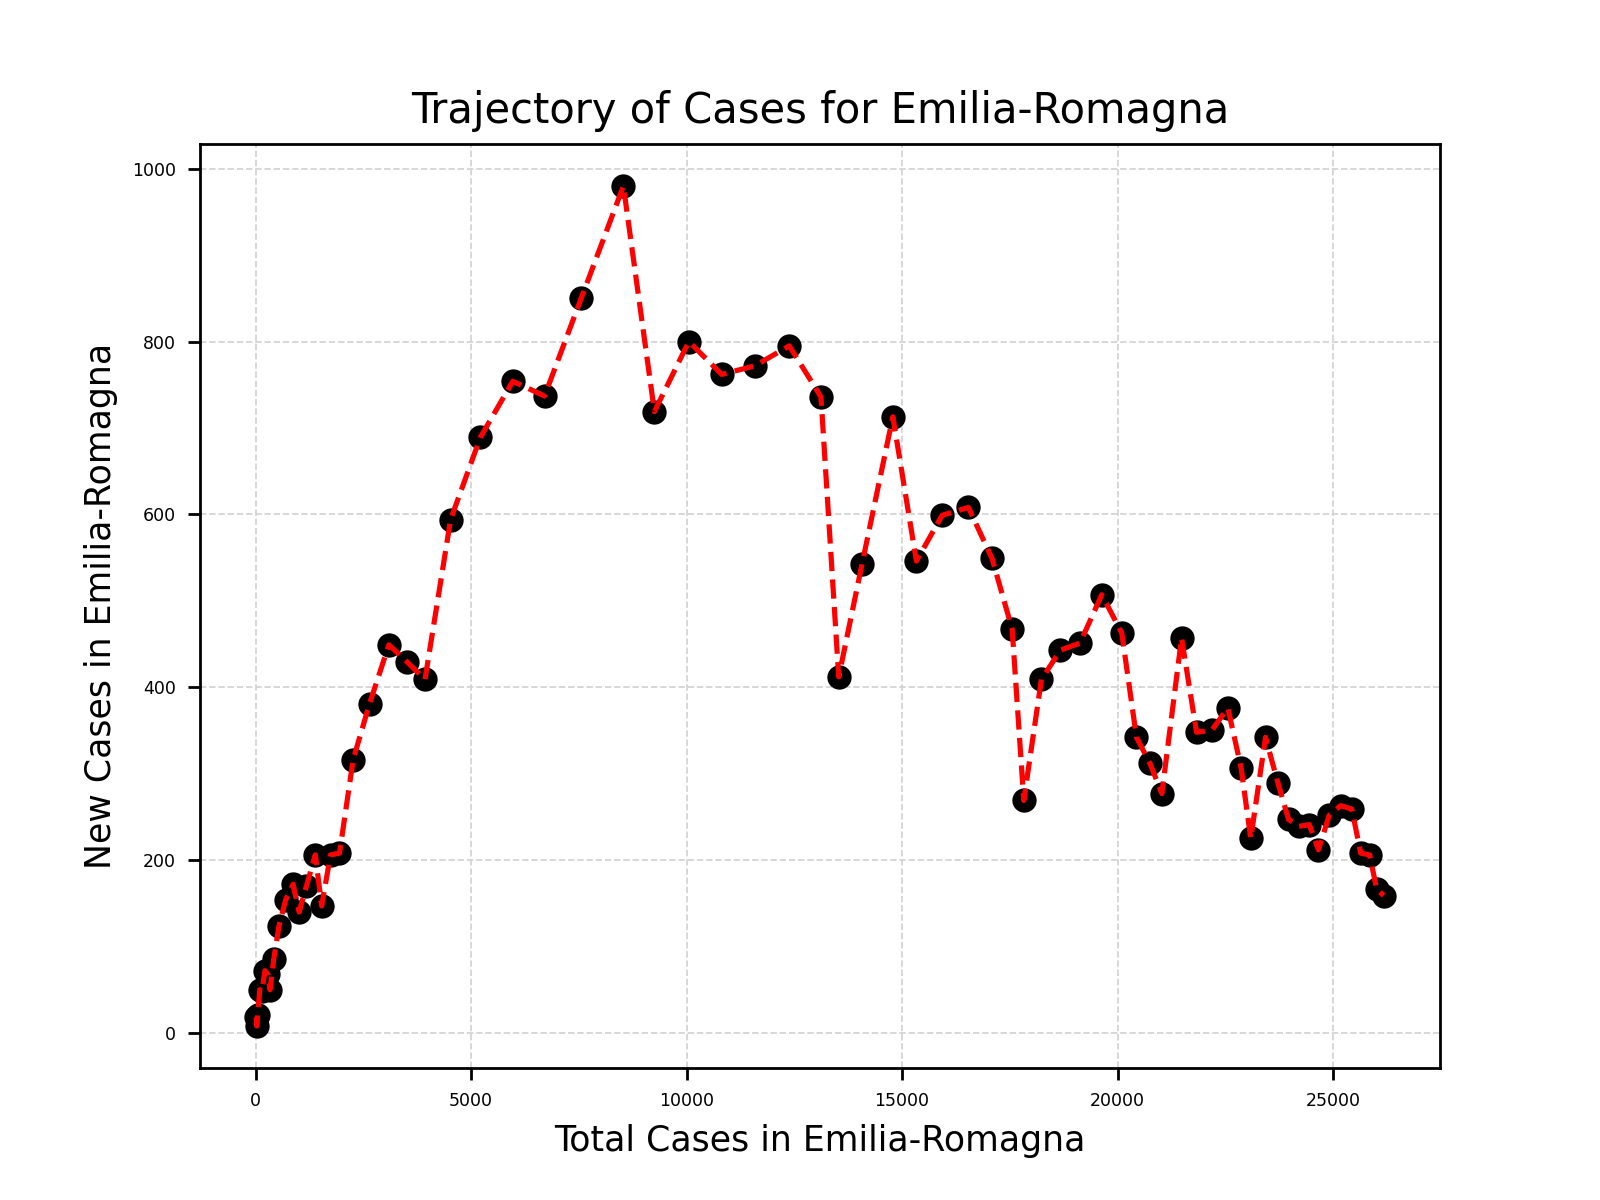 Trajectory of Cases for Emilia-Romagna
1000
800
600
400
200
0
New Cases in Emilia-Romagna
0 5000 10000 15000 20000 25000
Total Cases in Emilia-Romagna